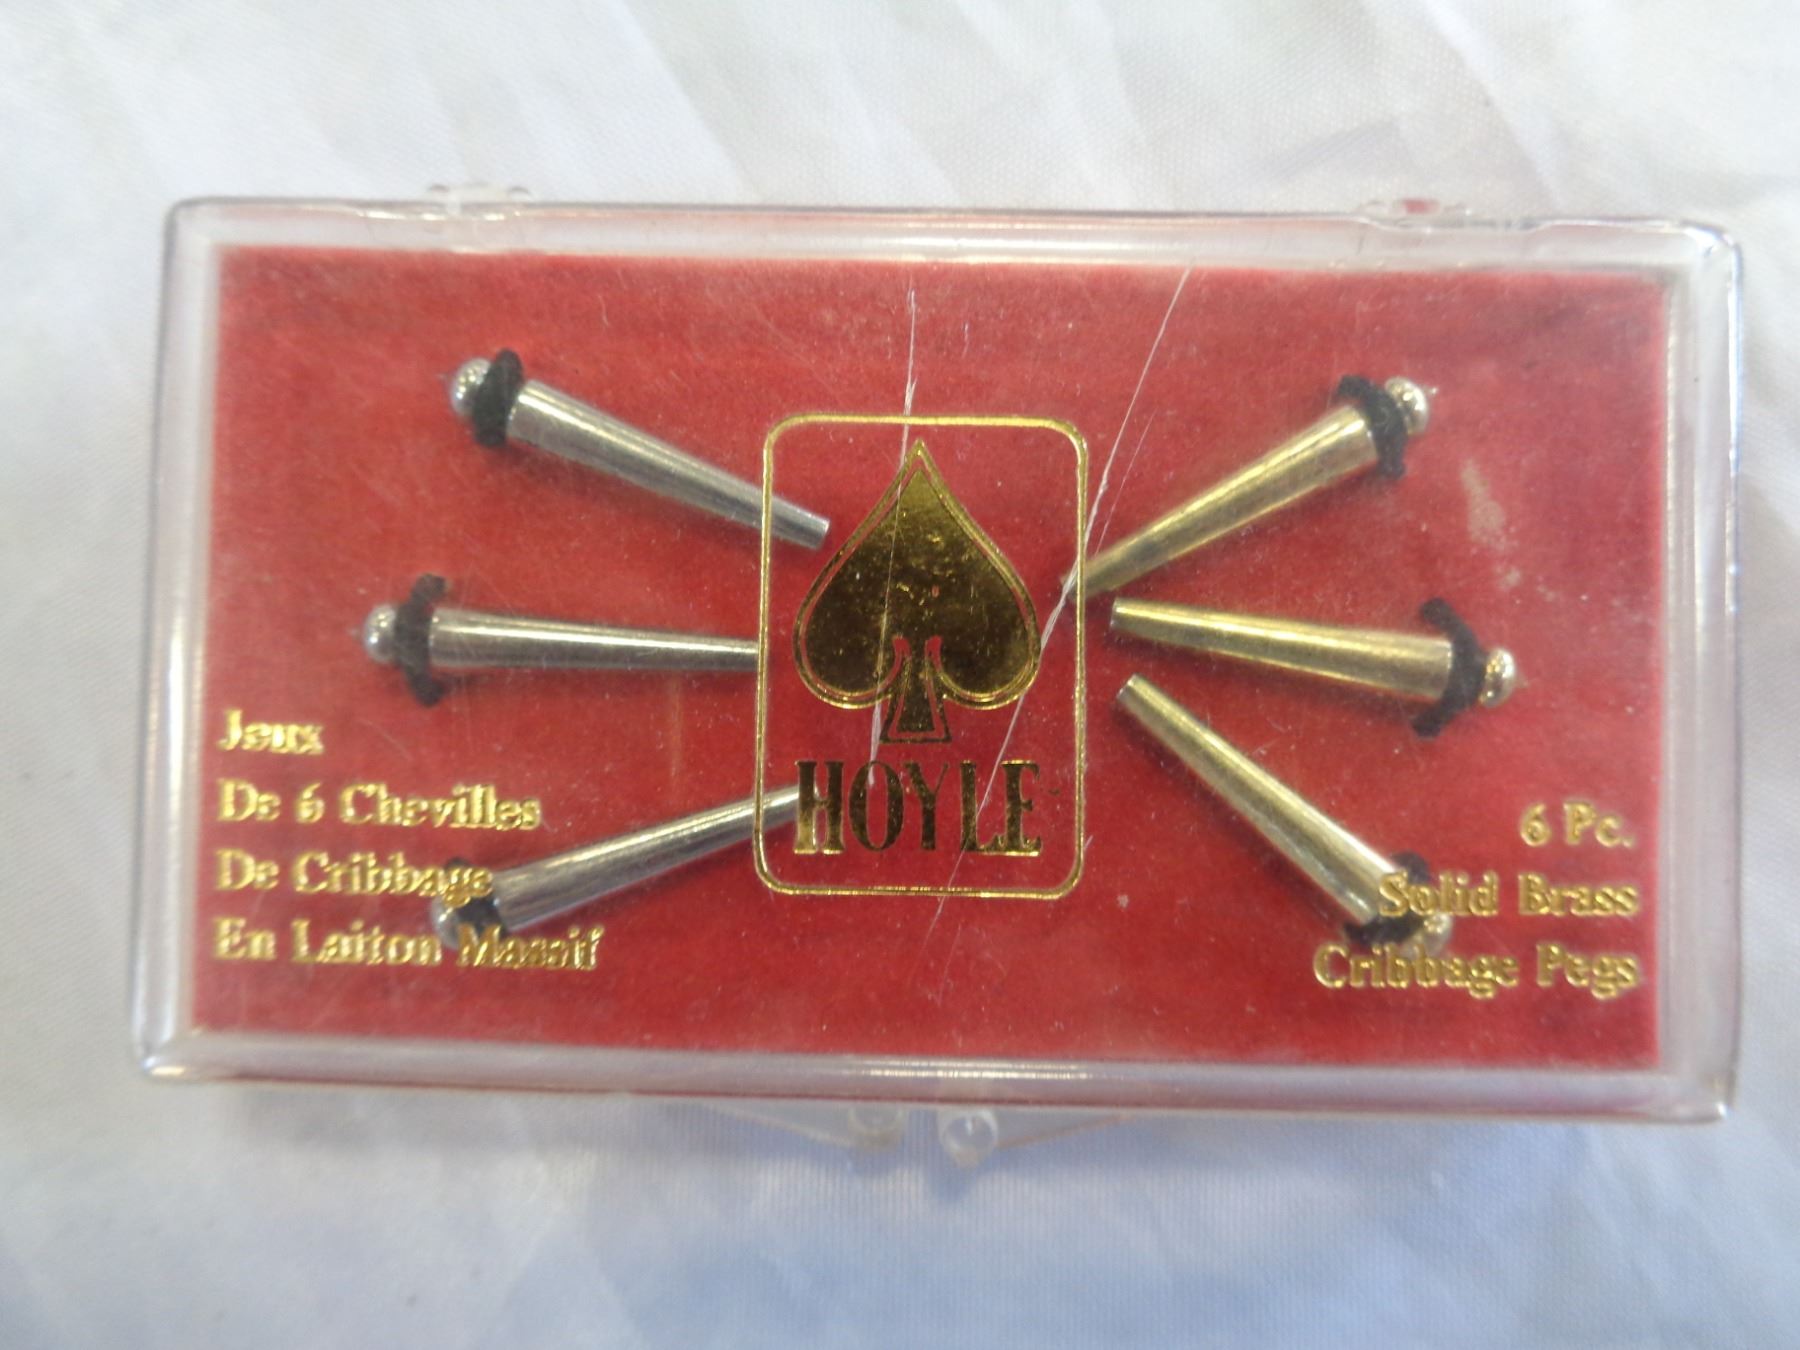 HOYLE
Jeux
De 6 Chevilles
De Cribbage
En Laiton Massif
6 Pc.
Solid Brass
Cribbage Pegs